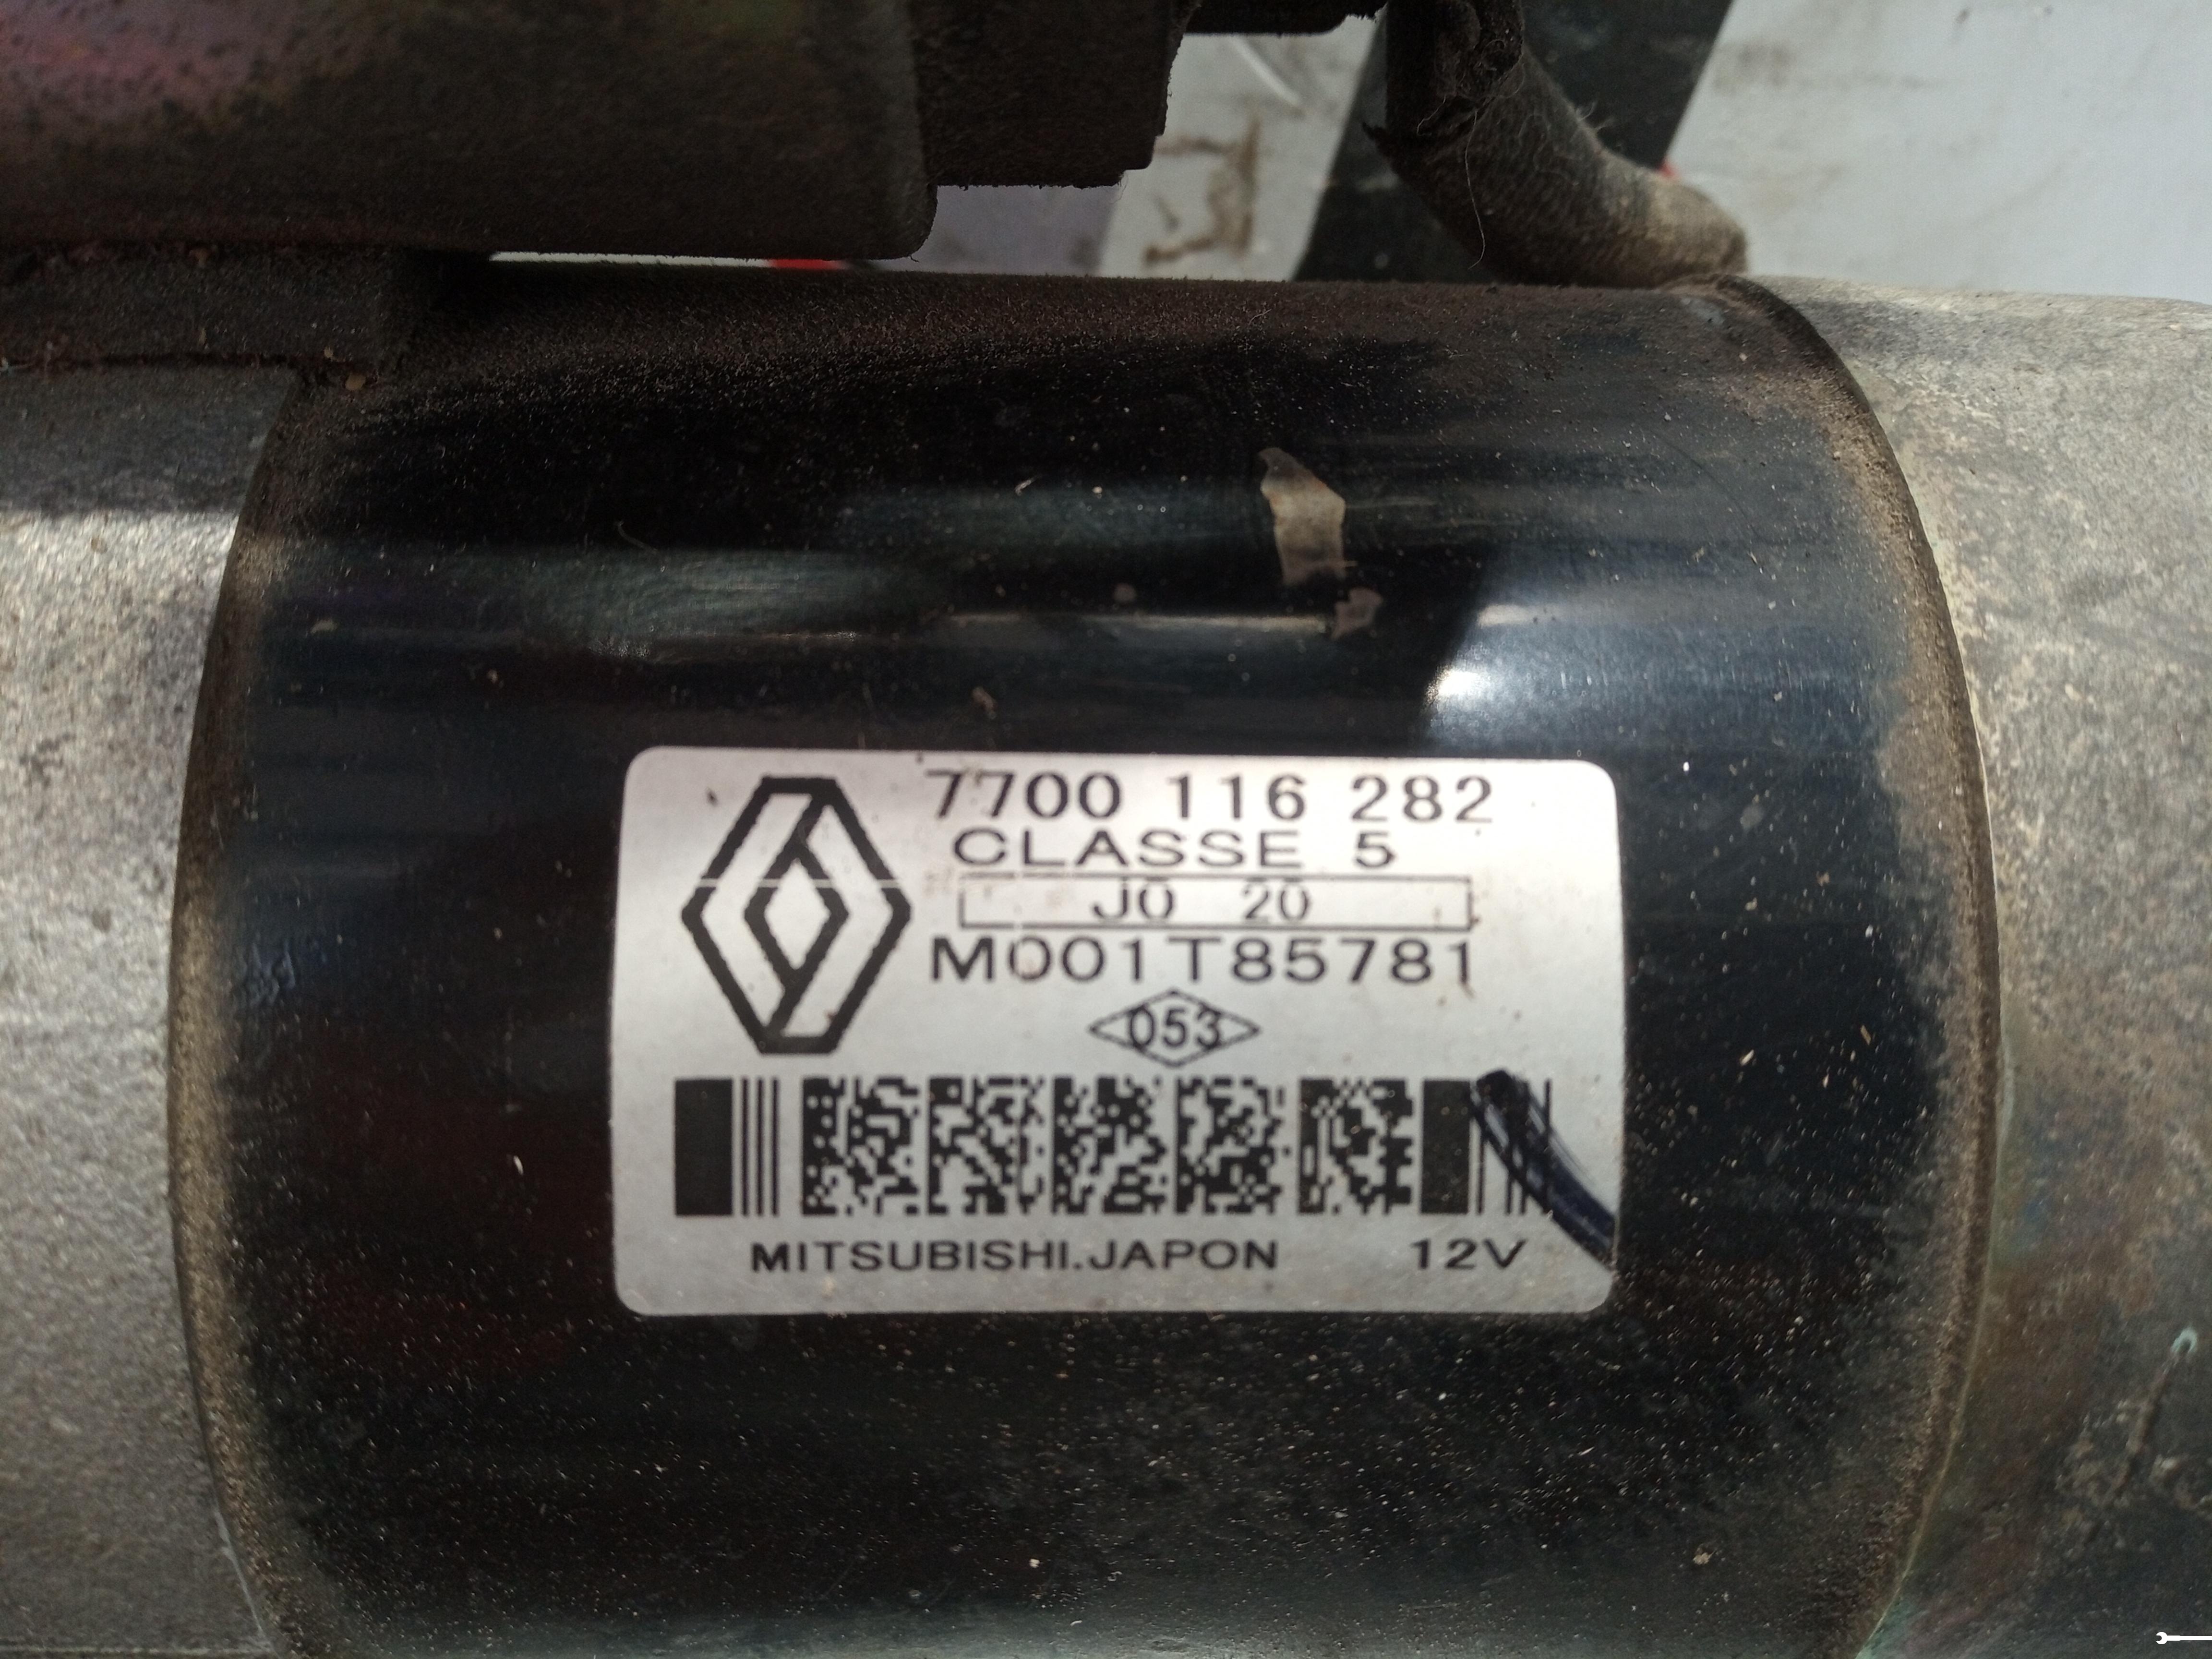 7700 116 282
CLASSE 5
J0 20
M001T85781
053
MITSUBISHI.JAPON 12V